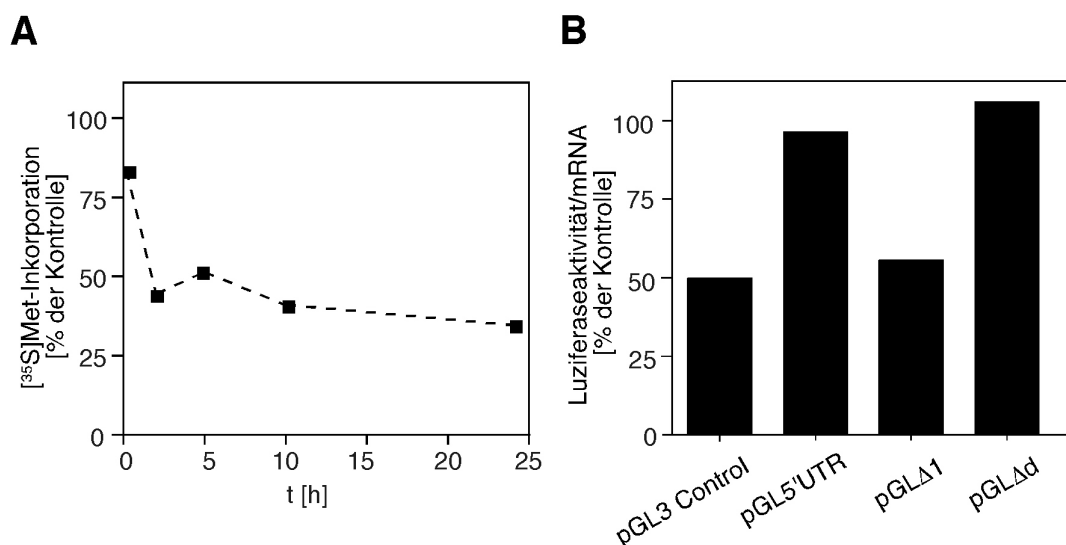 A
[³⁵S]Met-Inkorporation
[% der Kontrolle]
100
75
50
25
0
0 5 10 15 20 25
t [h]
B
Luziferaseaktivität/mRNA
[% der Kontrolle]
100
75
50
25
0
pGL3 Control
pGL5'UTR
pGLΔ1
pGLΔd